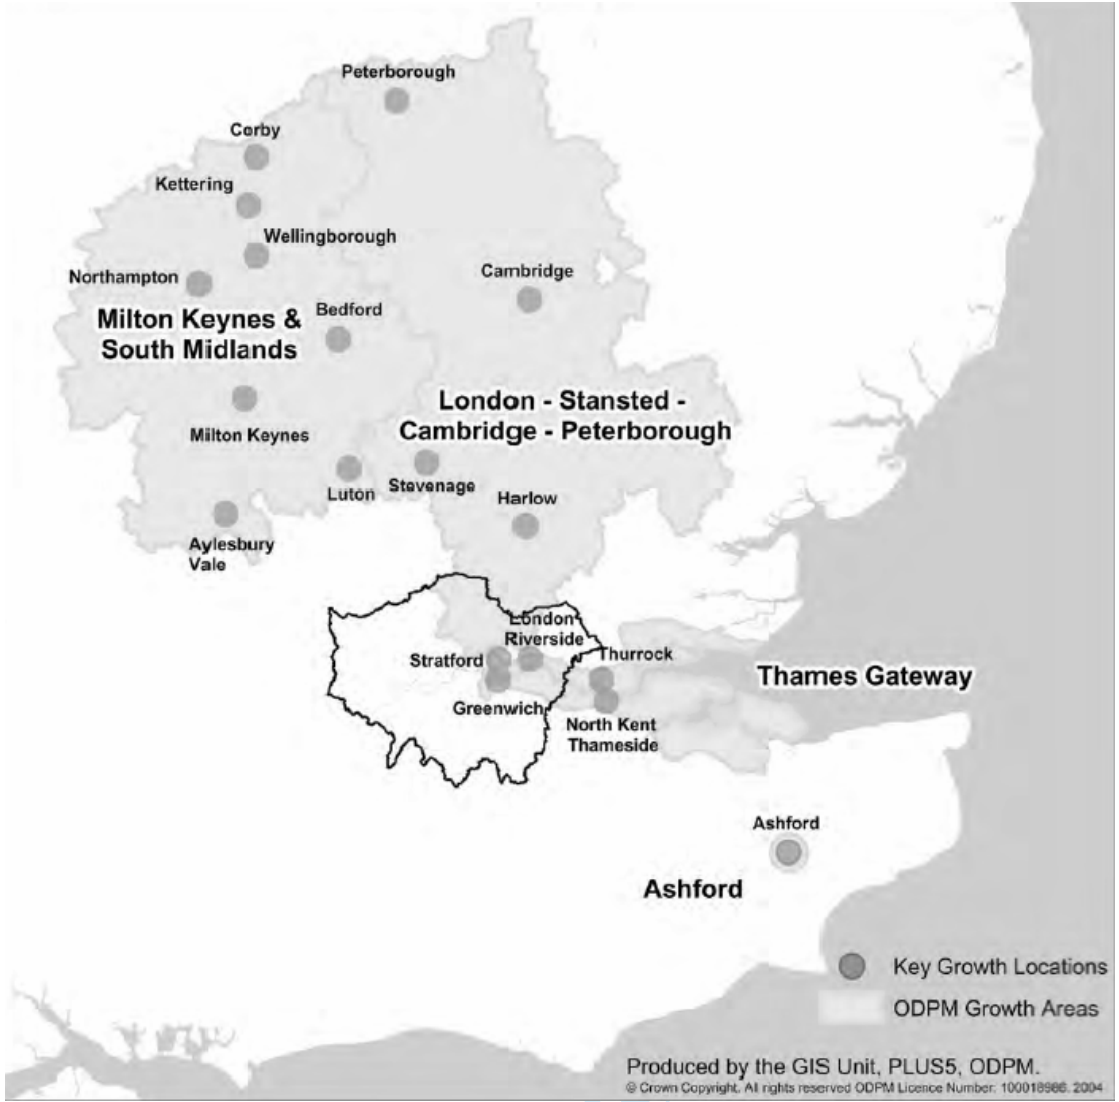 Peterborough
Corby
Kettering
Wellingborough
Northampton
Cambridge
Bedford
Milton Keynes &
South Midlands
London - Stansted -
Cambridge - Peterborough
Milton Keynes
Luton
Stevenage
Harlow
Aylesbury
Vale
London
Riverside
Stratford
Thurrock
Thames Gateway
Greenwich
North Kent
Thameside
Ashford
Ashford
Key Growth Locations
ODPM Growth Areas
Produced by the GIS Unit, PLUS5, ODPM.
© Crown Copyright. All rights reserved ODPM Licence Number: 100018986. 2004